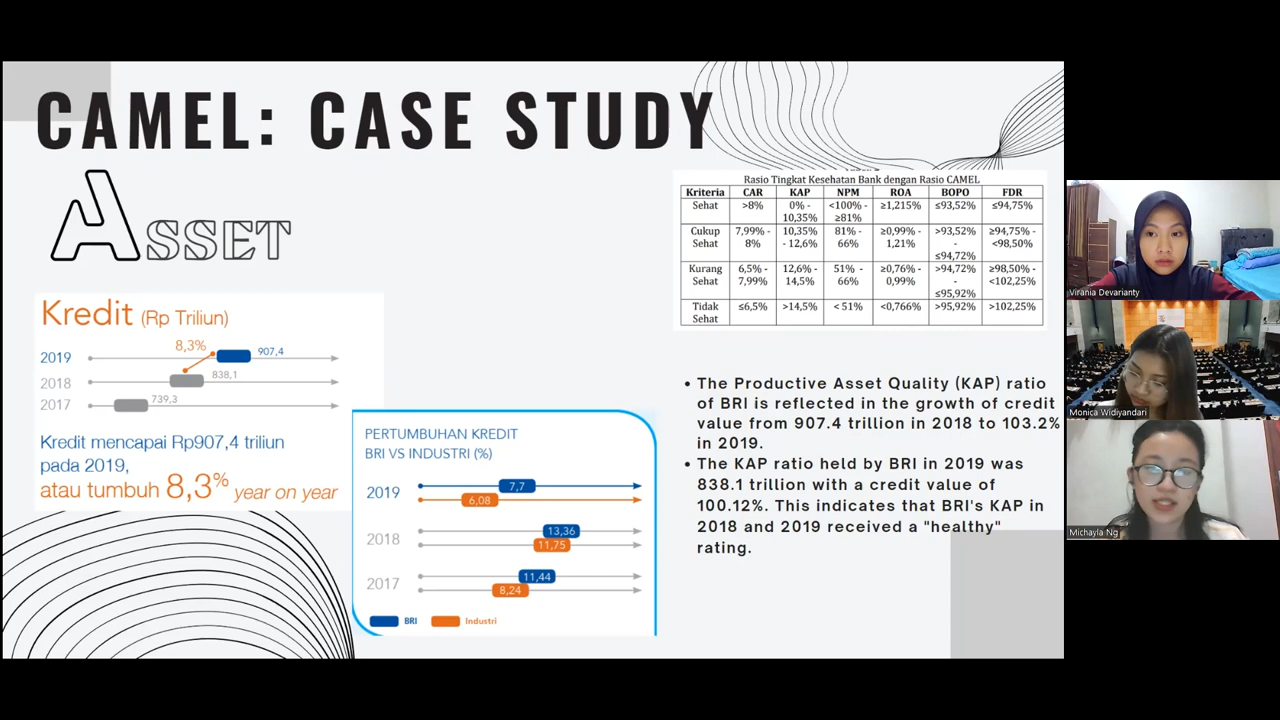 CAMEL: CASE STUDY
ASSET
Kredit (Rp Triliun)
8,3%
2019 907,4
2018 838,1
2017 739,3
Kredit mencapai Rp907,4 triliun
pada 2019,
atau tumbuh 8,3% year on year
PERTUMBUHAN KREDIT
BRI VS INDUSTRI (%)
2019 7,7
6,08
2018 13,36
11,75
2017 11,44
8,24
BRI Industri
Rasio Tingkat Kesehatan Bank dengan Rasio CAMEL
Kriteria CAR KAP NPM ROA BOPO FDR
Sehat >8% 0% - <100% - ≥1,215% ≤93,52% ≤94,75%
10,35% ≥81%
Cukup 7,99% - 10,35% 81% - ≥0,99% - >93,52% ≥94,75% -
Sehat 8% - 12,6% 66% 1,21% - <98,50%
≤94,72%
Kurang 6,5% - 12,6% - 51% - ≥0,76% - >94,72% ≥98,50% -
Sehat 7,99% 14,5% 66% 0,99% - <102,25%
≤95,92%
Tidak ≤6,5% >14,5% < 51% <0,766% >95,92% >102,25%
Sehat
• The Productive Asset Quality (KAP) ratio
of BRI is reflected in the growth of credit
value from 907.4 trillion in 2018 to 103.2%
in 2019.
• The KAP ratio held by BRI in 2019 was
838.1 trillion with a credit value of
100.12%. This indicates that BRI's KAP in
2018 and 2019 received a "healthy"
rating.
Virania Devarianty
Monica Widiyandari
Michayla Ng